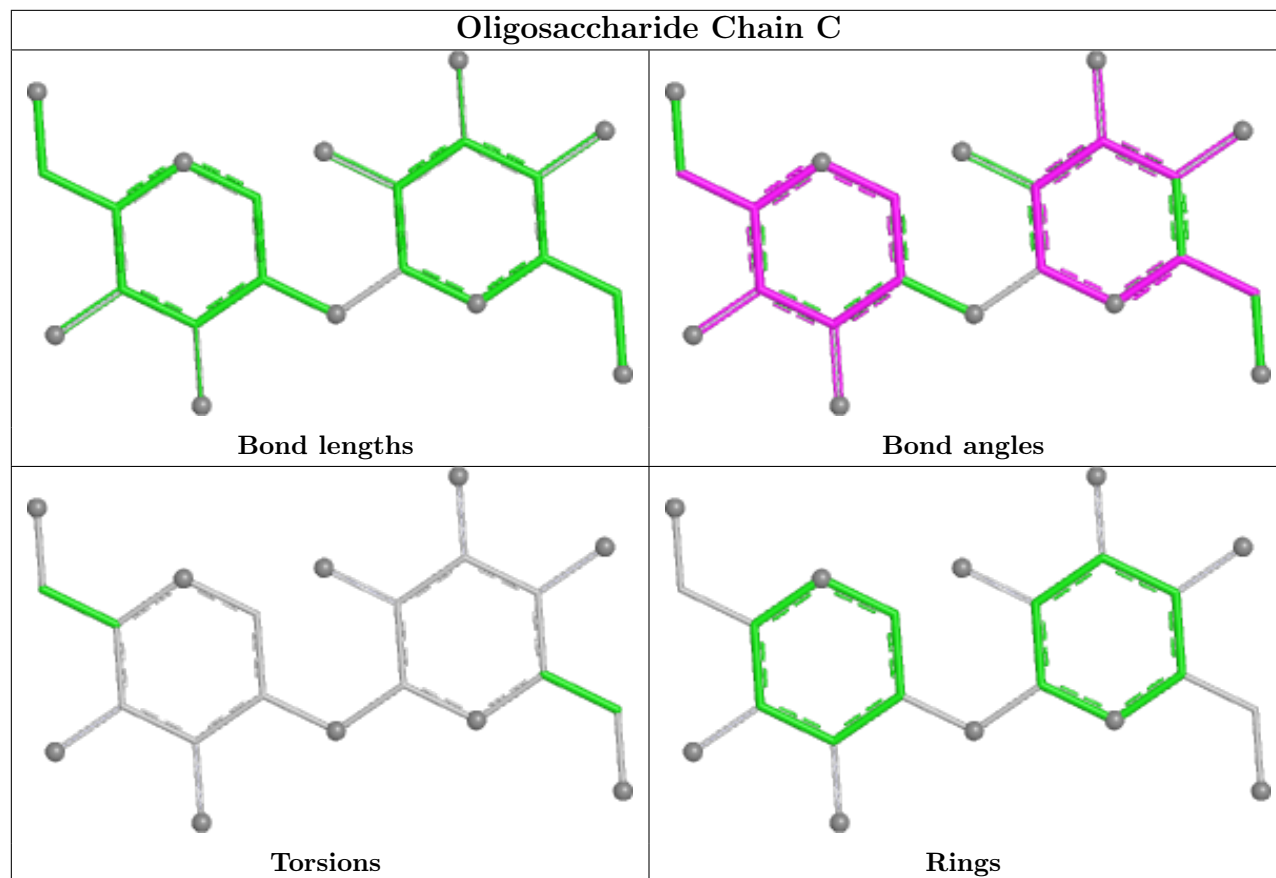 Oligosaccharide Chain C
Bond lengths
Bond angles
Torsions
Rings